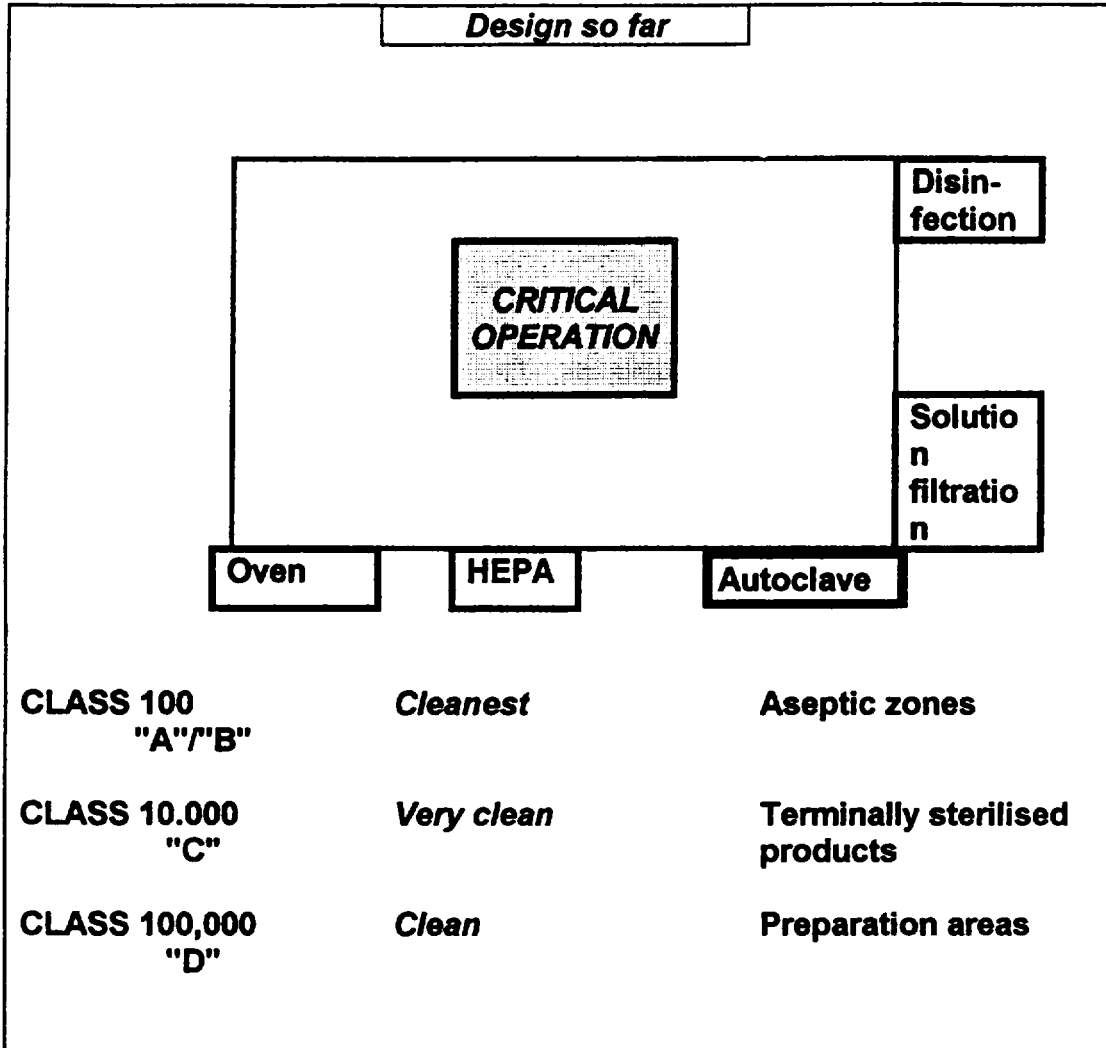 Design so far
Disin-
fection
CRITICAL
OPERATION
Solutio
n
filtratio
n
Oven
HEPA
Autoclave
CLASS 100 Cleanest Aseptic zones
"A"/"B"
CLASS 10.000 Very clean Terminally sterilised
"C" products
CLASS 100,000 Clean Preparation areas
"D"